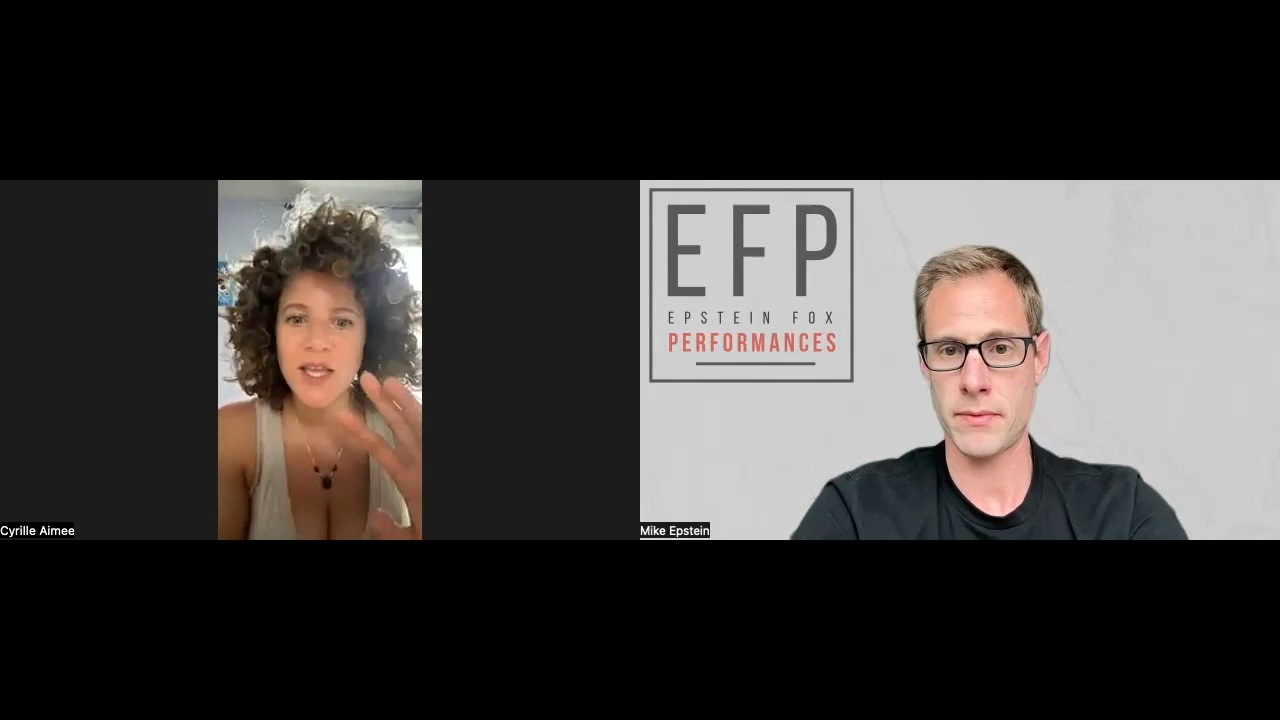 EFP
EPSTEIN FOX
PERFORMANCES
Cyrille Aimee
Mike Epstein